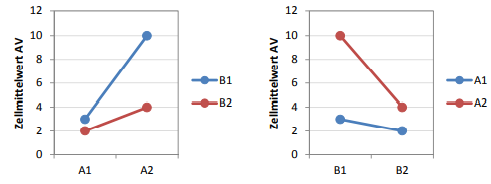 Zellmittelwert AV
12
10
8
6
4
2
0
A1 A2
B1
B2
Zellmittelwert AV
12
10
8
6
4
2
0
B1 B2
A1
A2